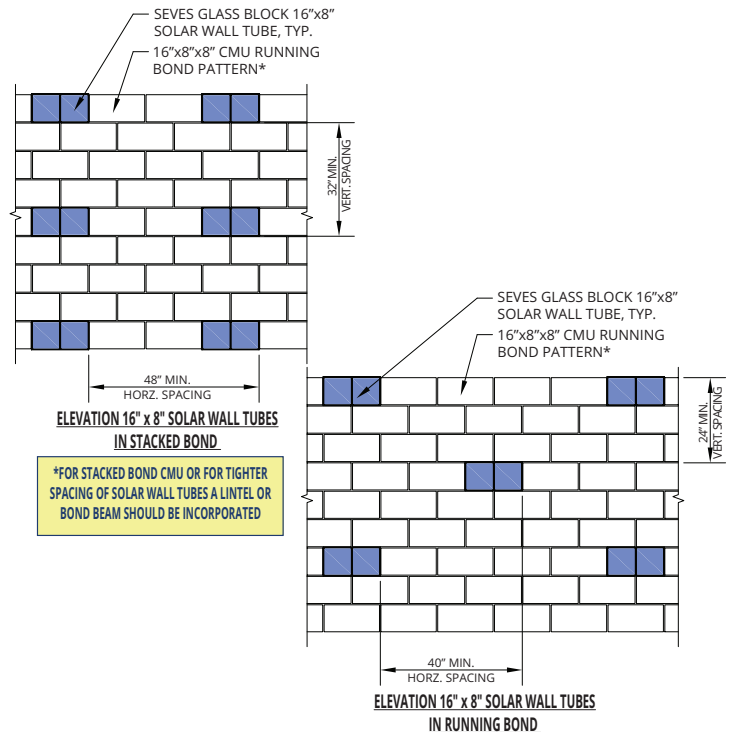 SEVES GLASS BLOCK 16”x8”
SOLAR WALL TUBE, TYP.
16”x8”x8” CMU RUNNING
BOND PATTERN*
32” MIN.
VERT. SPACING
48” MIN.
HORZ. SPACING
ELEVATION 16" x 8" SOLAR WALL TUBES
IN STACKED BOND
*FOR STACKED BOND CMU OR FOR TIGHTER
SPACING OF SOLAR WALL TUBES A LINTEL OR
BOND BEAM SHOULD BE INCORPORATED
SEVES GLASS BLOCK 16”x8”
SOLAR WALL TUBE, TYP.
16”x8”x8” CMU RUNNING
BOND PATTERN*
24” MIN.
VERT. SPACING
40” MIN.
HORZ. SPACING
ELEVATION 16" x 8" SOLAR WALL TUBES
IN RUNNING BOND